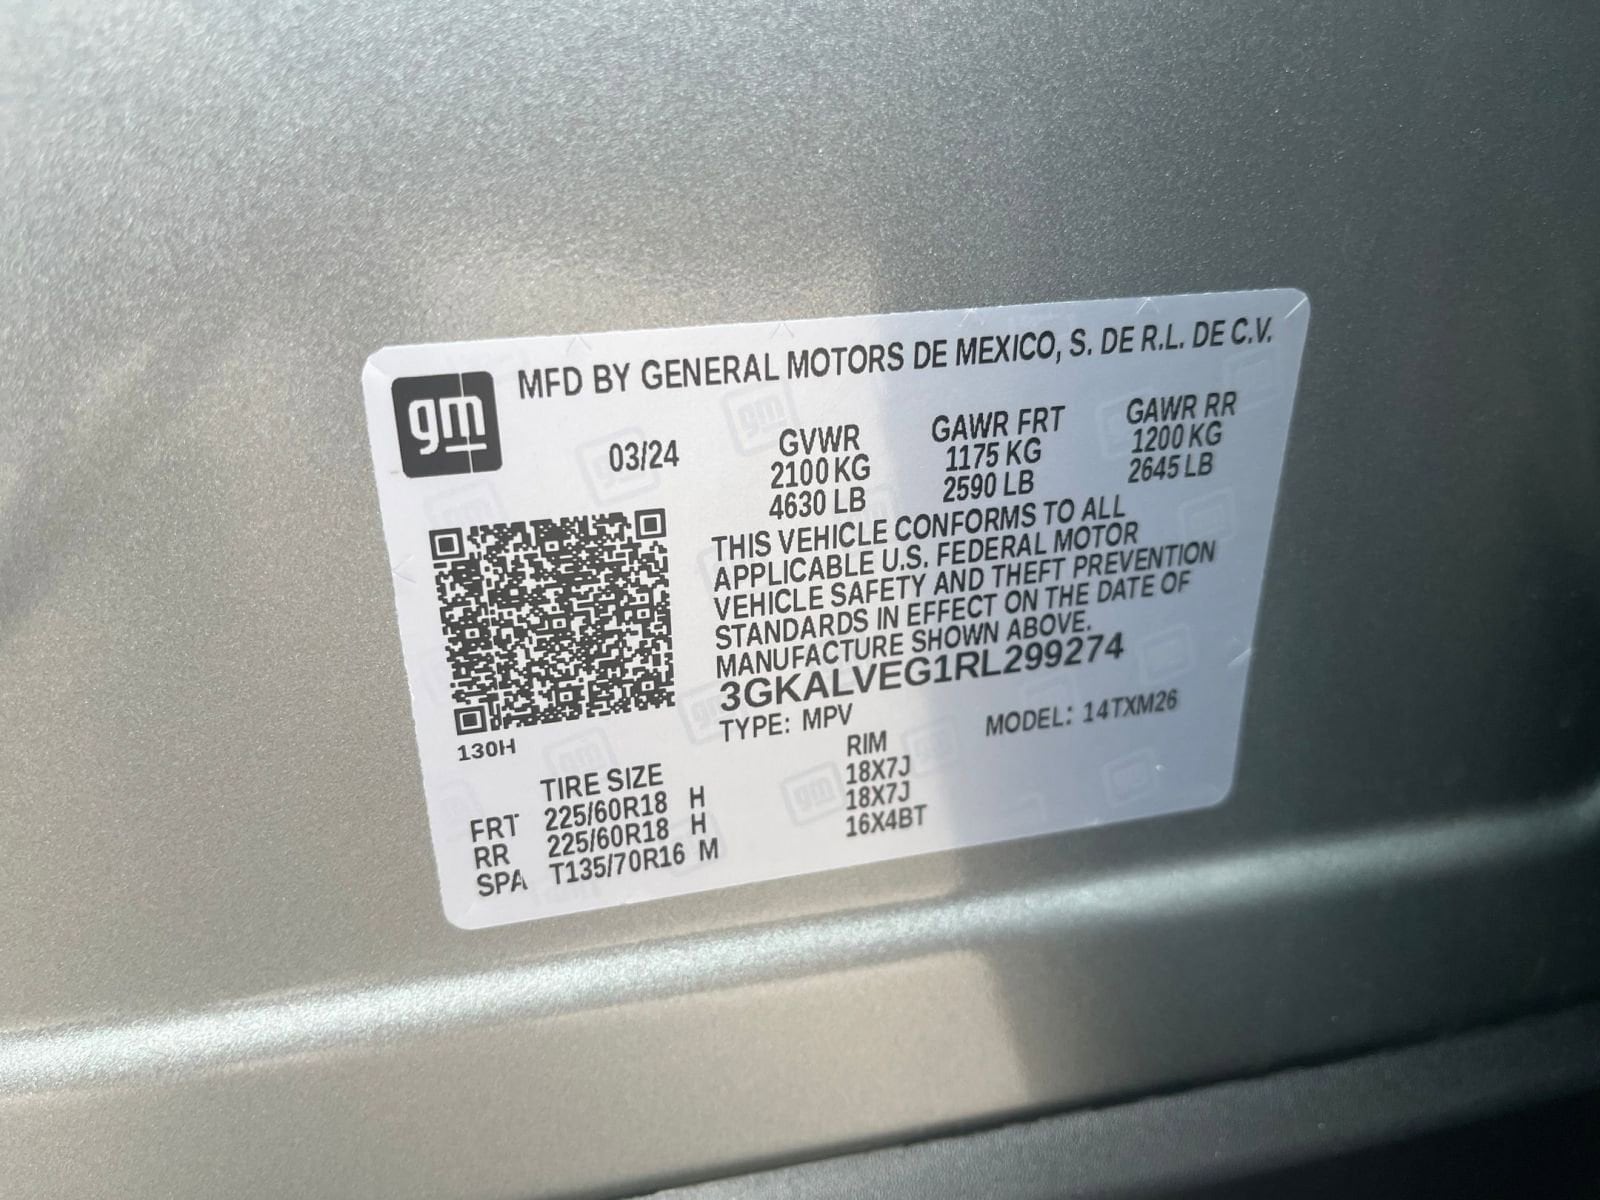 gm
MFD BY GENERAL MOTORS DE MEXICO, S. DE R.L. DE C.V.
03/24
GVWR GAWR FRT GAWR RR
2100 KG 1175 KG 1200 KG
4630 LB 2590 LB 2645 LB
THIS VEHICLE CONFORMS TO ALL
APPLICABLE U.S. FEDERAL MOTOR
VEHICLE SAFETY AND THEFT PREVENTION
STANDARDS IN EFFECT ON THE DATE OF
MANUFACTURE SHOWN ABOVE.
3GKALVEG1RL299274
TYPE: MPV MODEL: 14TXM26
130H
TIRE SIZE RIM
FRT 225/60R18 H 18X7J
RR 225/60R18 H 18X7J
SPA T135/70R16 M 16X4BT